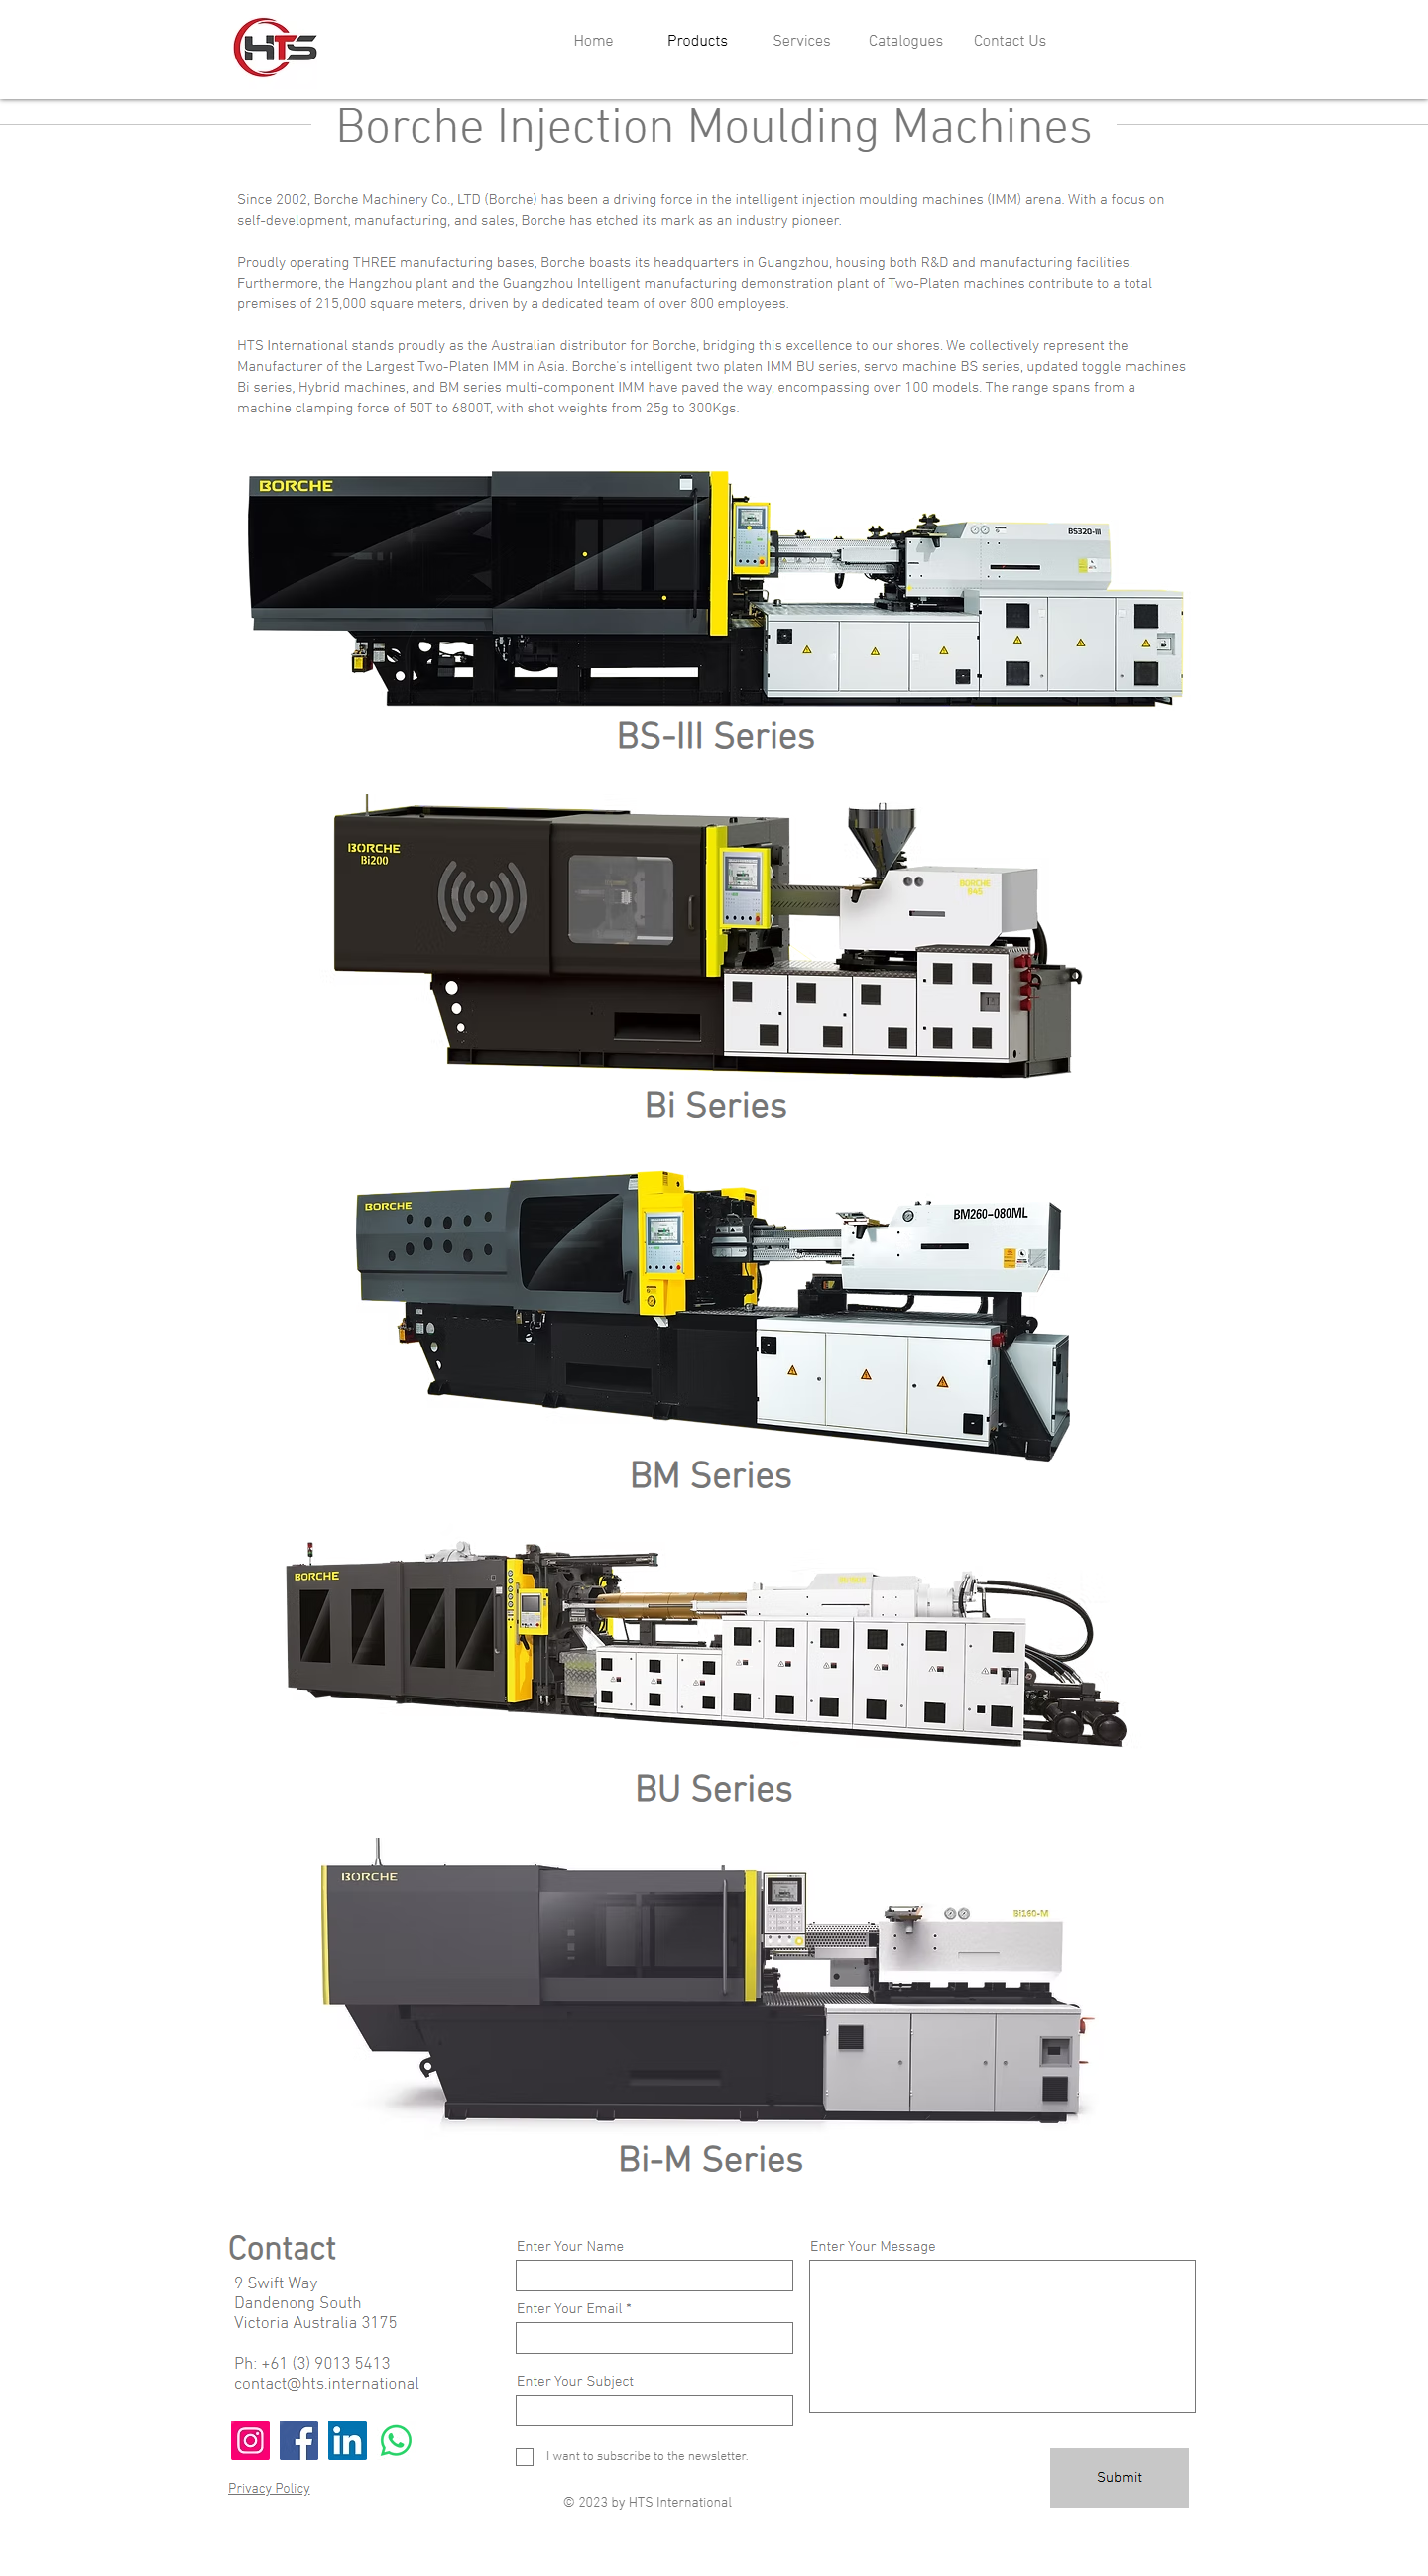 HTS
Home Products Services Catalogues Contact Us
Borche Injection Moulding Machines
Since 2002, Borche Machinery Co., LTD (Borche) has been a driving force in the intelligent injection moulding machines (IMM) arena. With a focus on
self-development, manufacturing, and sales, Borche has etched its mark as an industry pioneer.
Proudly operating THREE manufacturing bases, Borche boasts its headquarters in Guangzhou, housing both R&D and manufacturing facilities.
Furthermore, the Hangzhou plant and the Guangzhou Intelligent manufacturing demonstration plant of Two-Platen machines contribute to a total
premises of 215,000 square meters, driven by a dedicated team of over 800 employees.
HTS International stands proudly as the Australian distributor for Borche, bridging this excellence to our shores. We collectively represent the
Manufacturer of the Largest Two-Platen IMM in Asia. Borche's intelligent two platen IMM BU series, servo machine BS series, updated toggle machines
Bi series, Hybrid machines, and BM series multi-component IMM have paved the way, encompassing over 100 models. The range spans from a
machine clamping force of 50T to 6800T, with shot weights from 25g to 300Kgs.
BORCHE
BS320-III
BS-III Series
BORCHE
Bi200
BORCHE
Bi Series
BORCHE
BM260-080ML
BM Series
BORCHE
BU Series
BORCHE
Bi160-M
Bi-M Series
Contact
9 Swift Way
Dandenong South
Victoria Australia 3175
Ph: +61 (3) 9013 5413
contact@hts.international
Privacy Policy
Enter Your Name
Enter Your Email *
Enter Your Subject
I want to subscribe to the newsletter.
Enter Your Message
Submit
© 2023 by HTS International